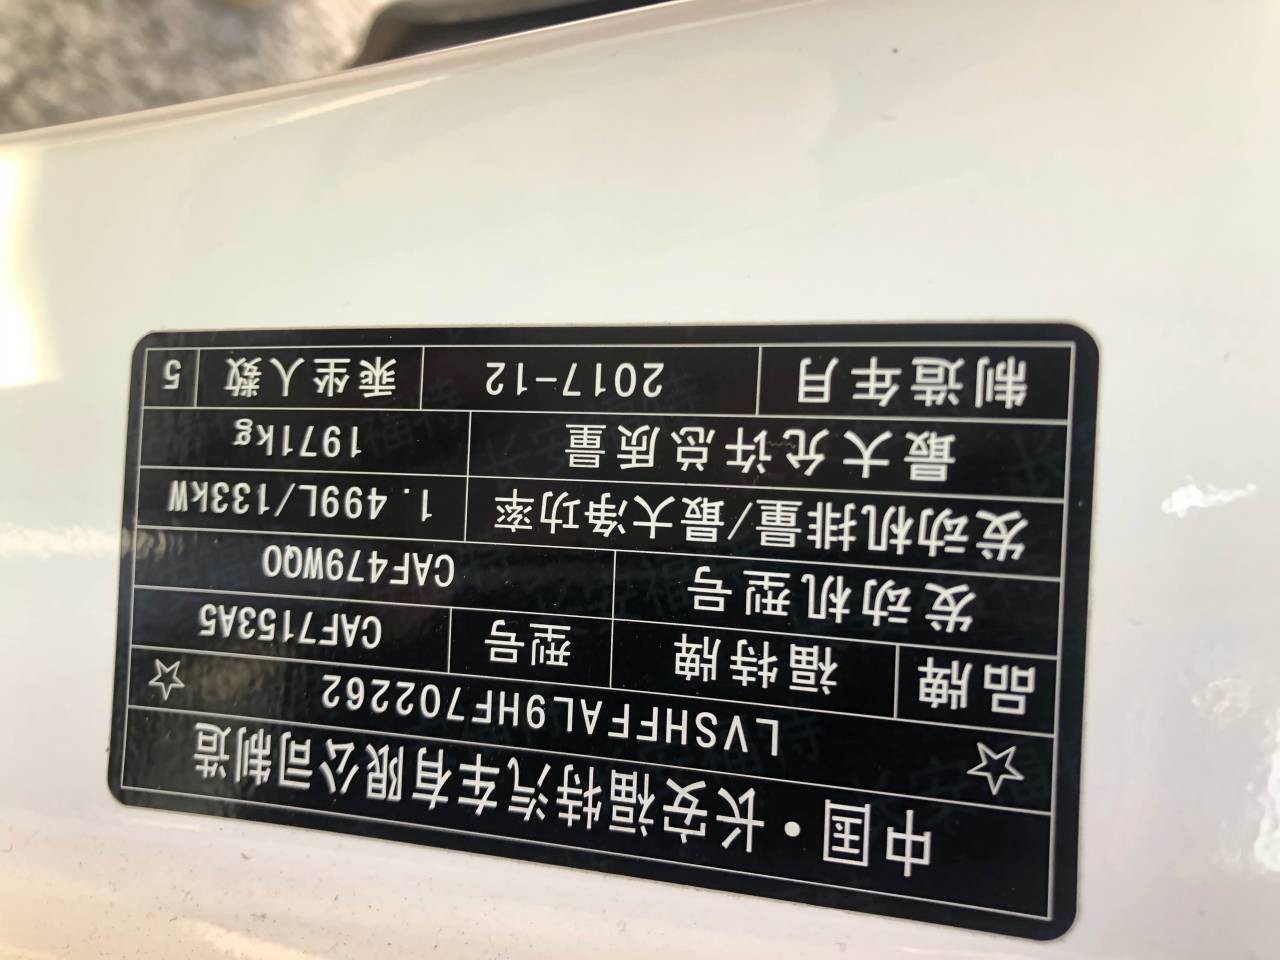 中国·长安福特汽车有限公司制造
☆ LVSHFFAL9HF702262 ☆
品牌 福特牌 型号 CAF7153A5
发动机型号 CAF479WQ0
发动机排量/最大净功率 1.499L/133kW
最大允许总质量 1971kg
制造年月 2017-12 乘坐人数 5